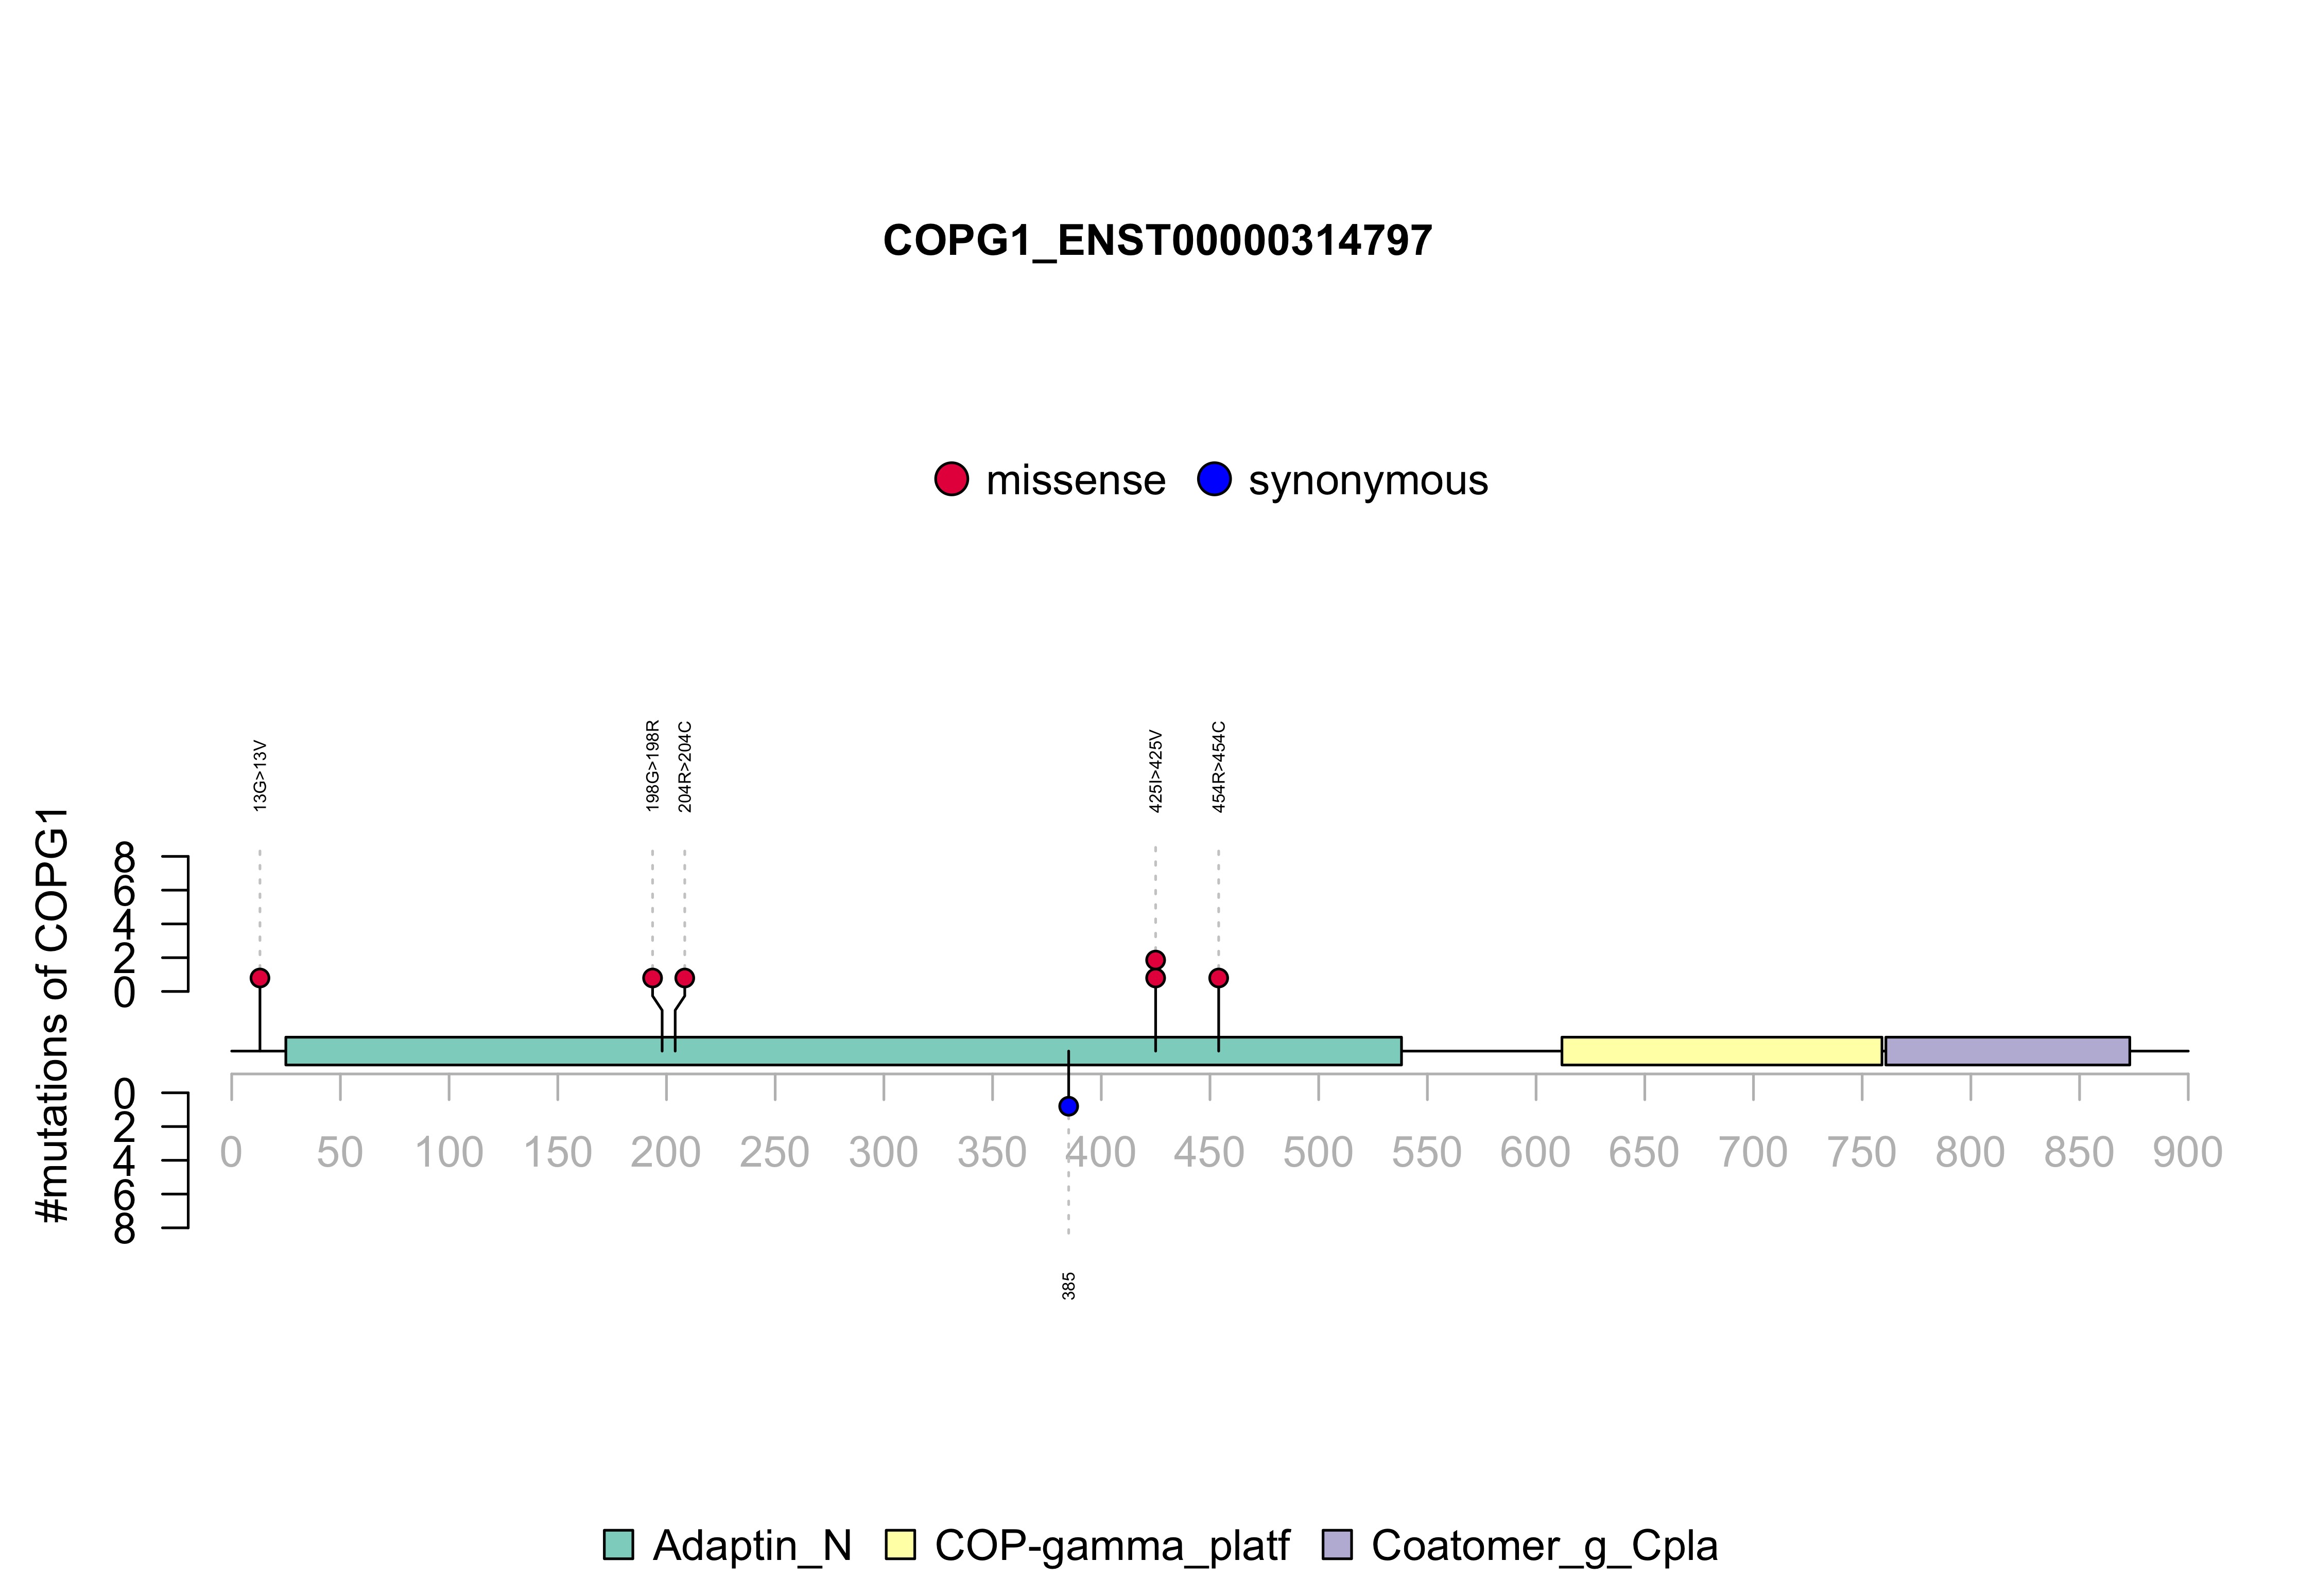 COPG1_ENST00000314797
missense synonymous
13G>13V 198G>198R 204R>204C 425I>425V 454R>454C
#mutations of COPG1
8
6
4
2
0
0
2
4
6
8
0 50 100 150 200 250 300 350 400 450 500 550 600 650 700 750 800 850 900
385
Adaptin_N COP-gamma_platf Coatomer_g_Cpla